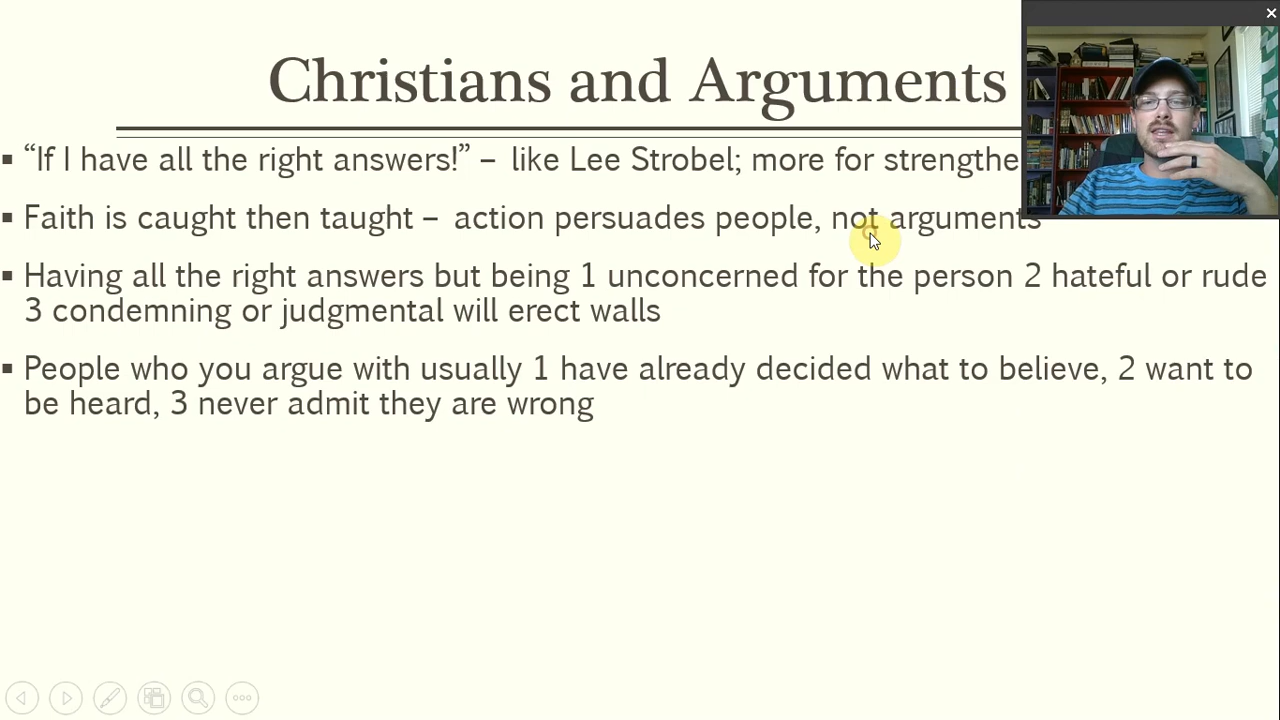 Christians and Arguments
▪ “If I have all the right answers!” – like Lee Strobel; more for
▪ Faith is caught then taught – action persuades people, not arguments
▪ Having all the right answers but being 1 unconcerned for the person 2 hateful or rude
3 condemning or judgmental will erect walls
▪ People who you argue with usually 1 have already decided what to believe, 2 want to
be heard, 3 never admit they are wrong